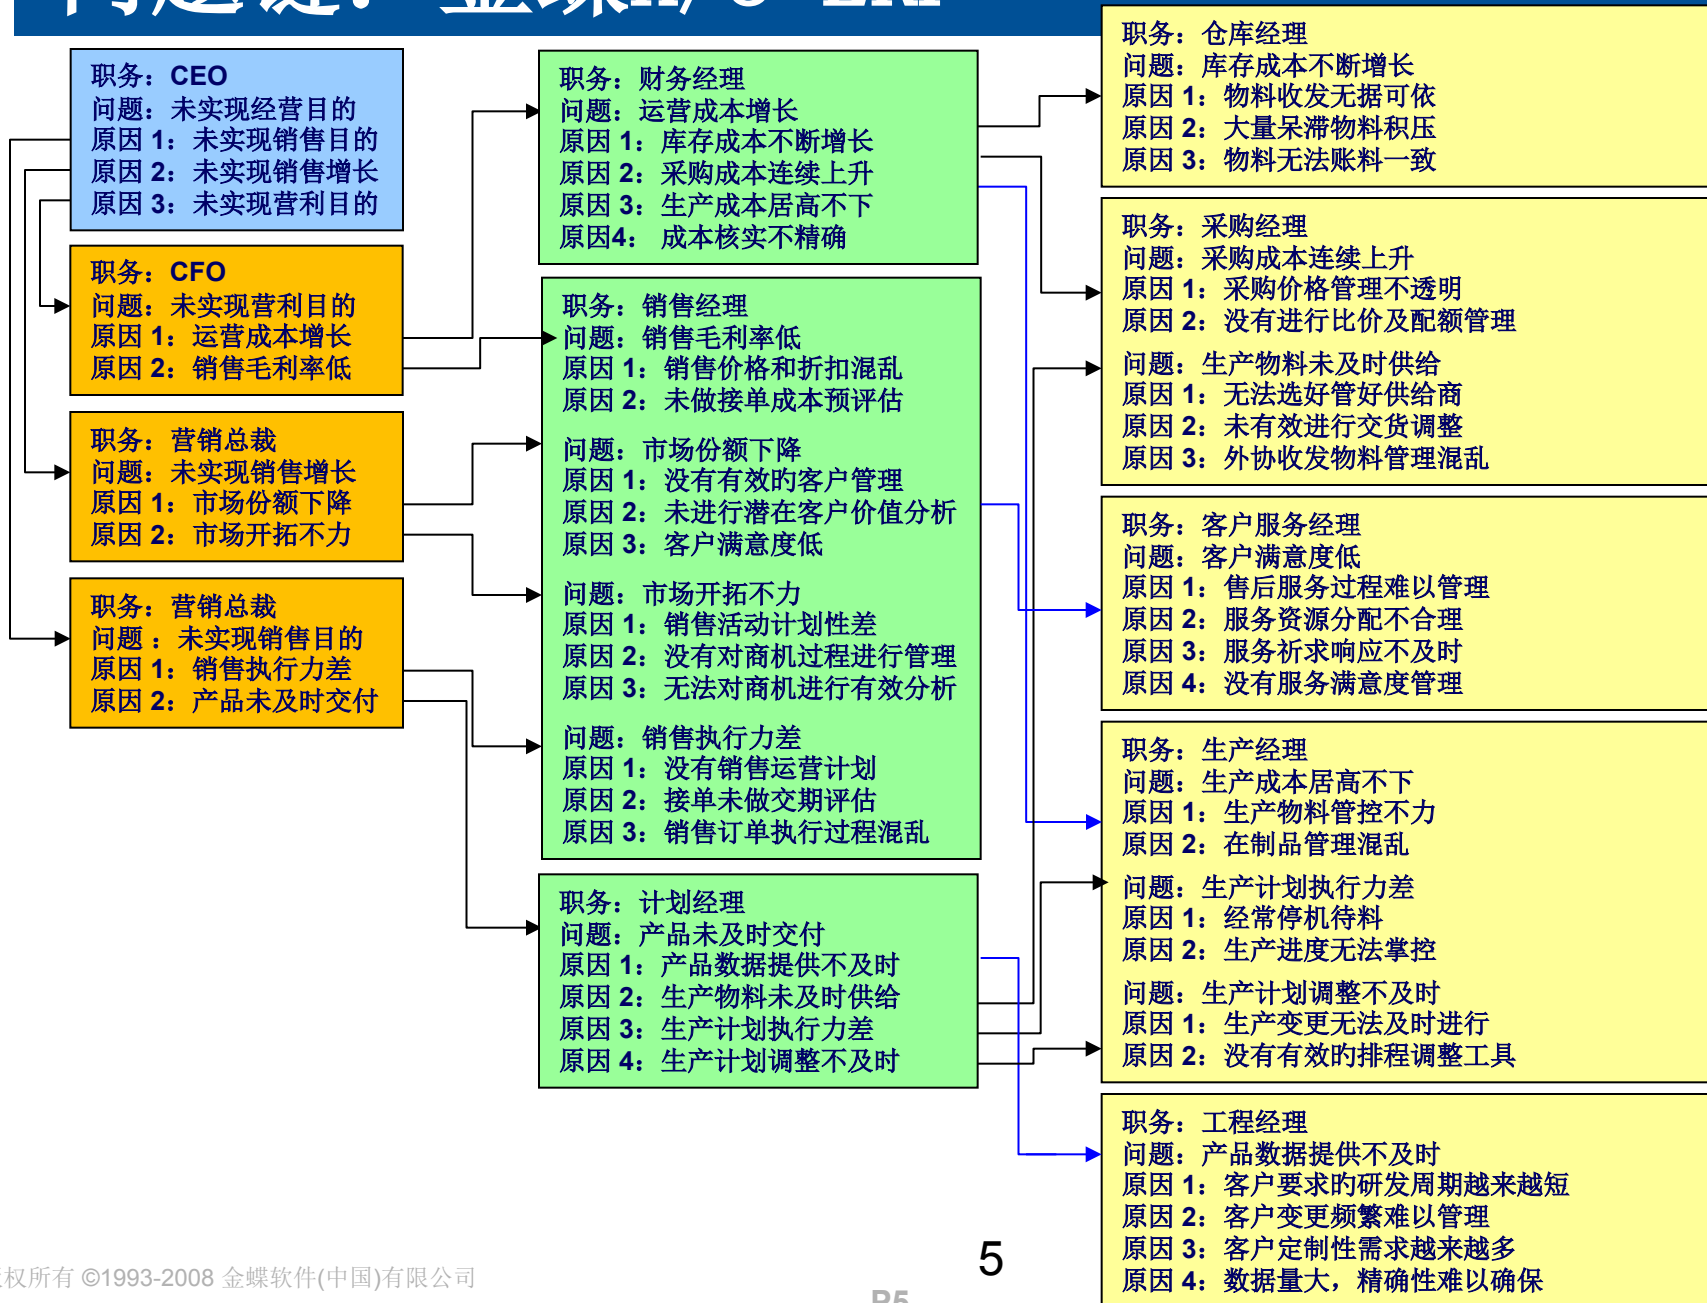 问题链：金蝶K/3 ERP
职务：CEO
问题：未实现经营目的
原因 1：未实现销售目的
原因 2：未实现销售增长
原因 3：未实现营利目的
职务：CFO
问题：未实现营利目的
原因 1：运营成本增长
原因 2：销售毛利率低
职务：营销总裁
问题：未实现销售增长
原因 1：市场份额下降
原因 2：市场开拓不力
职务：营销总裁
问题 ：未实现销售目的
原因 1：销售执行力差
原因 2：产品未及时交付
职务：财务经理
问题：运营成本增长
原因 1：库存成本不断增长
原因 2：采购成本连续上升
原因 3：生产成本居高不下
原因4： 成本核实不精确
职务：销售经理
问题：销售毛利率低
原因 1：销售价格和折扣混乱
原因 2：未做接单成本预评估
问题：市场份额下降
原因 1：没有有效旳客户管理
原因 2：未进行潜在客户价值分析
原因 3：客户满意度低
问题：市场开拓不力
原因 1：销售活动计划性差
原因 2：没有对商机过程进行管理
原因 3：无法对商机进行有效分析
问题：销售执行力差
原因 1：没有销售运营计划
原因 2：接单未做交期评估
原因 3：销售订单执行过程混乱
职务：计划经理
问题：产品未及时交付
原因 1：产品数据提供不及时
原因 2：生产物料未及时供给
原因 3：生产计划执行力差
原因 4：生产计划调整不及时
职务：仓库经理
问题：库存成本不断增长
原因 1：物料收发无据可依
原因 2：大量呆滞物料积压
原因 3：物料无法账料一致
职务：采购经理
问题：采购成本连续上升
原因 1：采购价格管理不透明
原因 2：没有进行比价及配额管理
问题：生产物料未及时供给
原因 1：无法选好管好供给商
原因 2：未有效进行交货调整
原因 3：外协收发物料管理混乱
职务：客户服务经理
问题：客户满意度低
原因 1：售后服务过程难以管理
原因 2：服务资源分配不合理
原因 3：服务祈求响应不及时
原因 4：没有服务满意度管理
职务：生产经理
问题：生产成本居高不下
原因 1：生产物料管控不力
原因 2：在制品管理混乱
问题：生产计划执行力差
原因 1：经常停机待料
原因 2：生产进度无法掌控
问题：生产计划调整不及时
原因 1：生产变更无法及时进行
原因 2：没有有效旳排程调整工具
职务：工程经理
问题：产品数据提供不及时
原因 1：客户要求旳研发周期越来越短
原因 2：客户变更频繁难以管理
原因 3：客户定制性需求越来越多
原因 4：数据量大，精确性难以确保
权所有 ©1993-2008 金蝶软件(中国)有限公司
5
P5